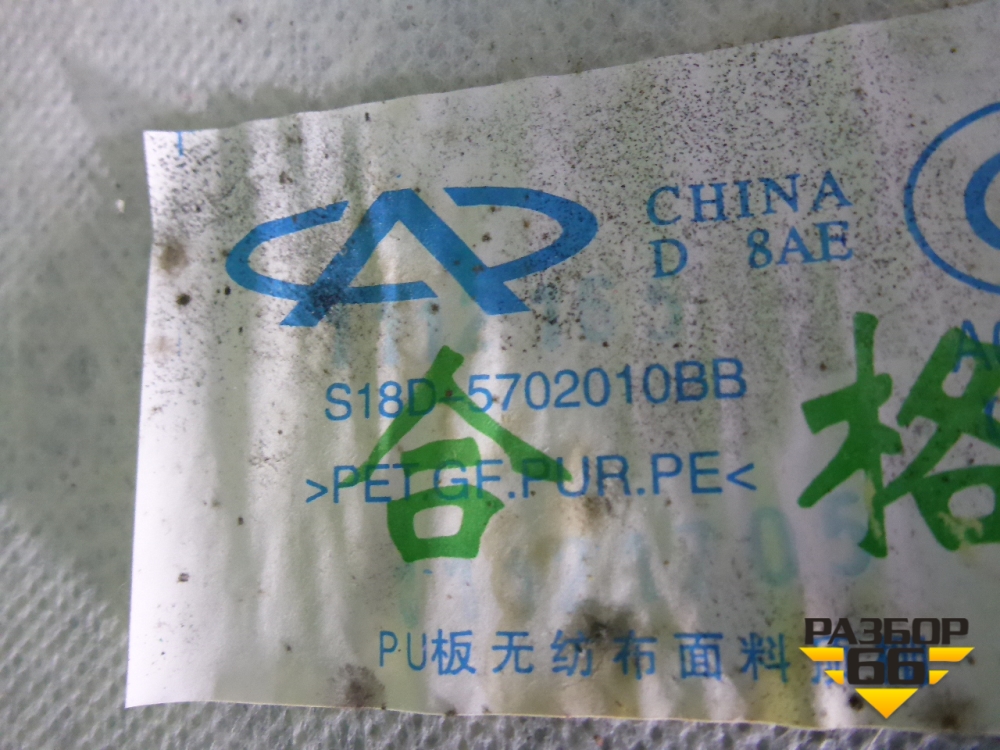 CHINA
D 8AE
S18D-5702010BB
合格
>PET.GF.PUR.PE<
PU板无纺布面料
РАЗБОР
66